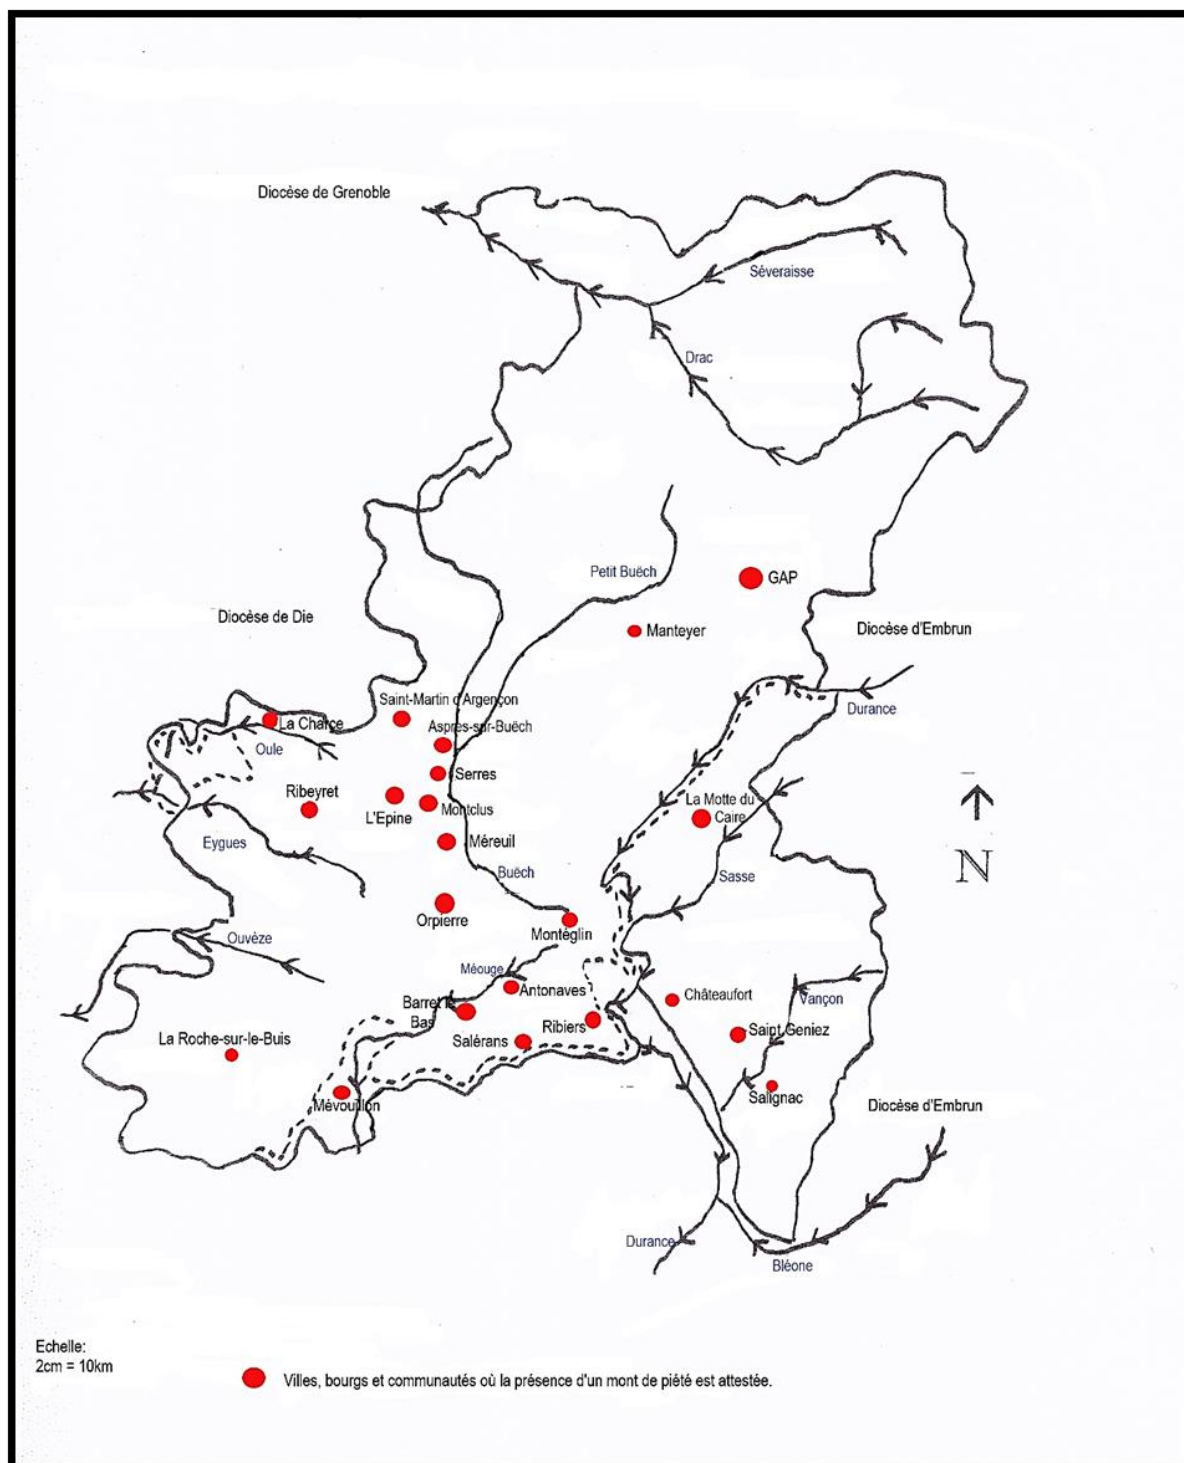 Diocèse de Grenoble
Séveraisse
Drac
Petit Buëch
GAP
Diocèse de Die
Manteyer
Diocèse d'Embrun
Saint-Martin d'Argençon
Durance
La Charce
Aspres-sur-Buëch
Oule
Serres
Ribeyret
L'Epine
Montclus
La Motte du
Caire
Eygues
Méreuil
N
Buëch
Sasse
Orpierre
Montéglin
Ouvèze
Méouge
Antonaves
Châteaufort
Vançon
Barret le
Bas
Ribiers
La Roche-sur-le-Buis
Salérans
Saint Geniez
Mévouillon
Salignac
Diocèse d'Embrun
Durance
Bléone
Echelle:
2cm = 10km
Villes, bourgs et communautés où la présence d'un mont de piété est attestée.